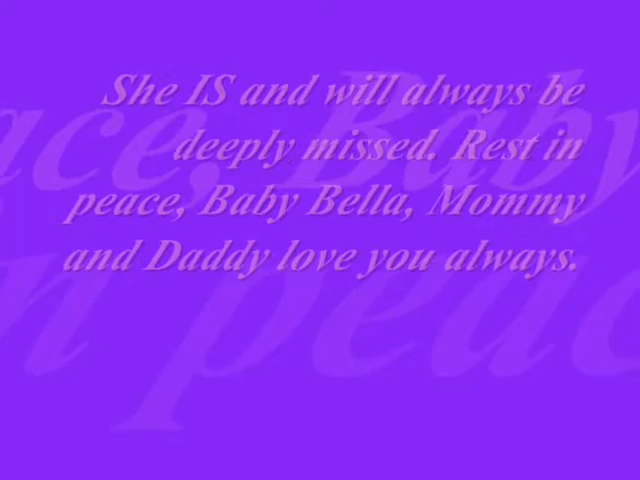 She IS and will always be
deeply missed. Rest in
peace, Baby Bella, Mommy
and Daddy love you always.